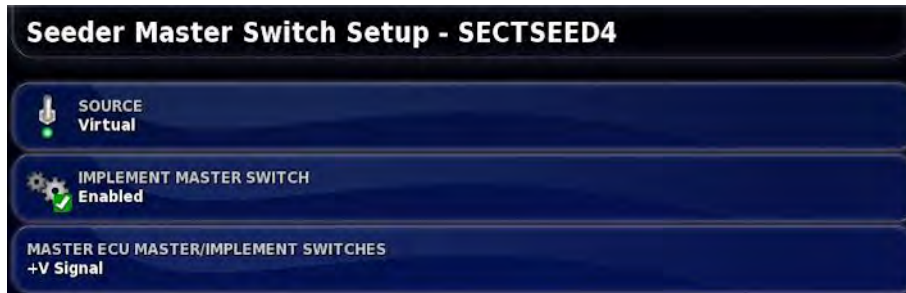 Seeder Master Switch Setup - SECTSEED4
SOURCE
Virtual
IMPLEMENT MASTER SWITCH
Enabled
MASTER ECU MASTER/IMPLEMENT SWITCHES
+V Signal